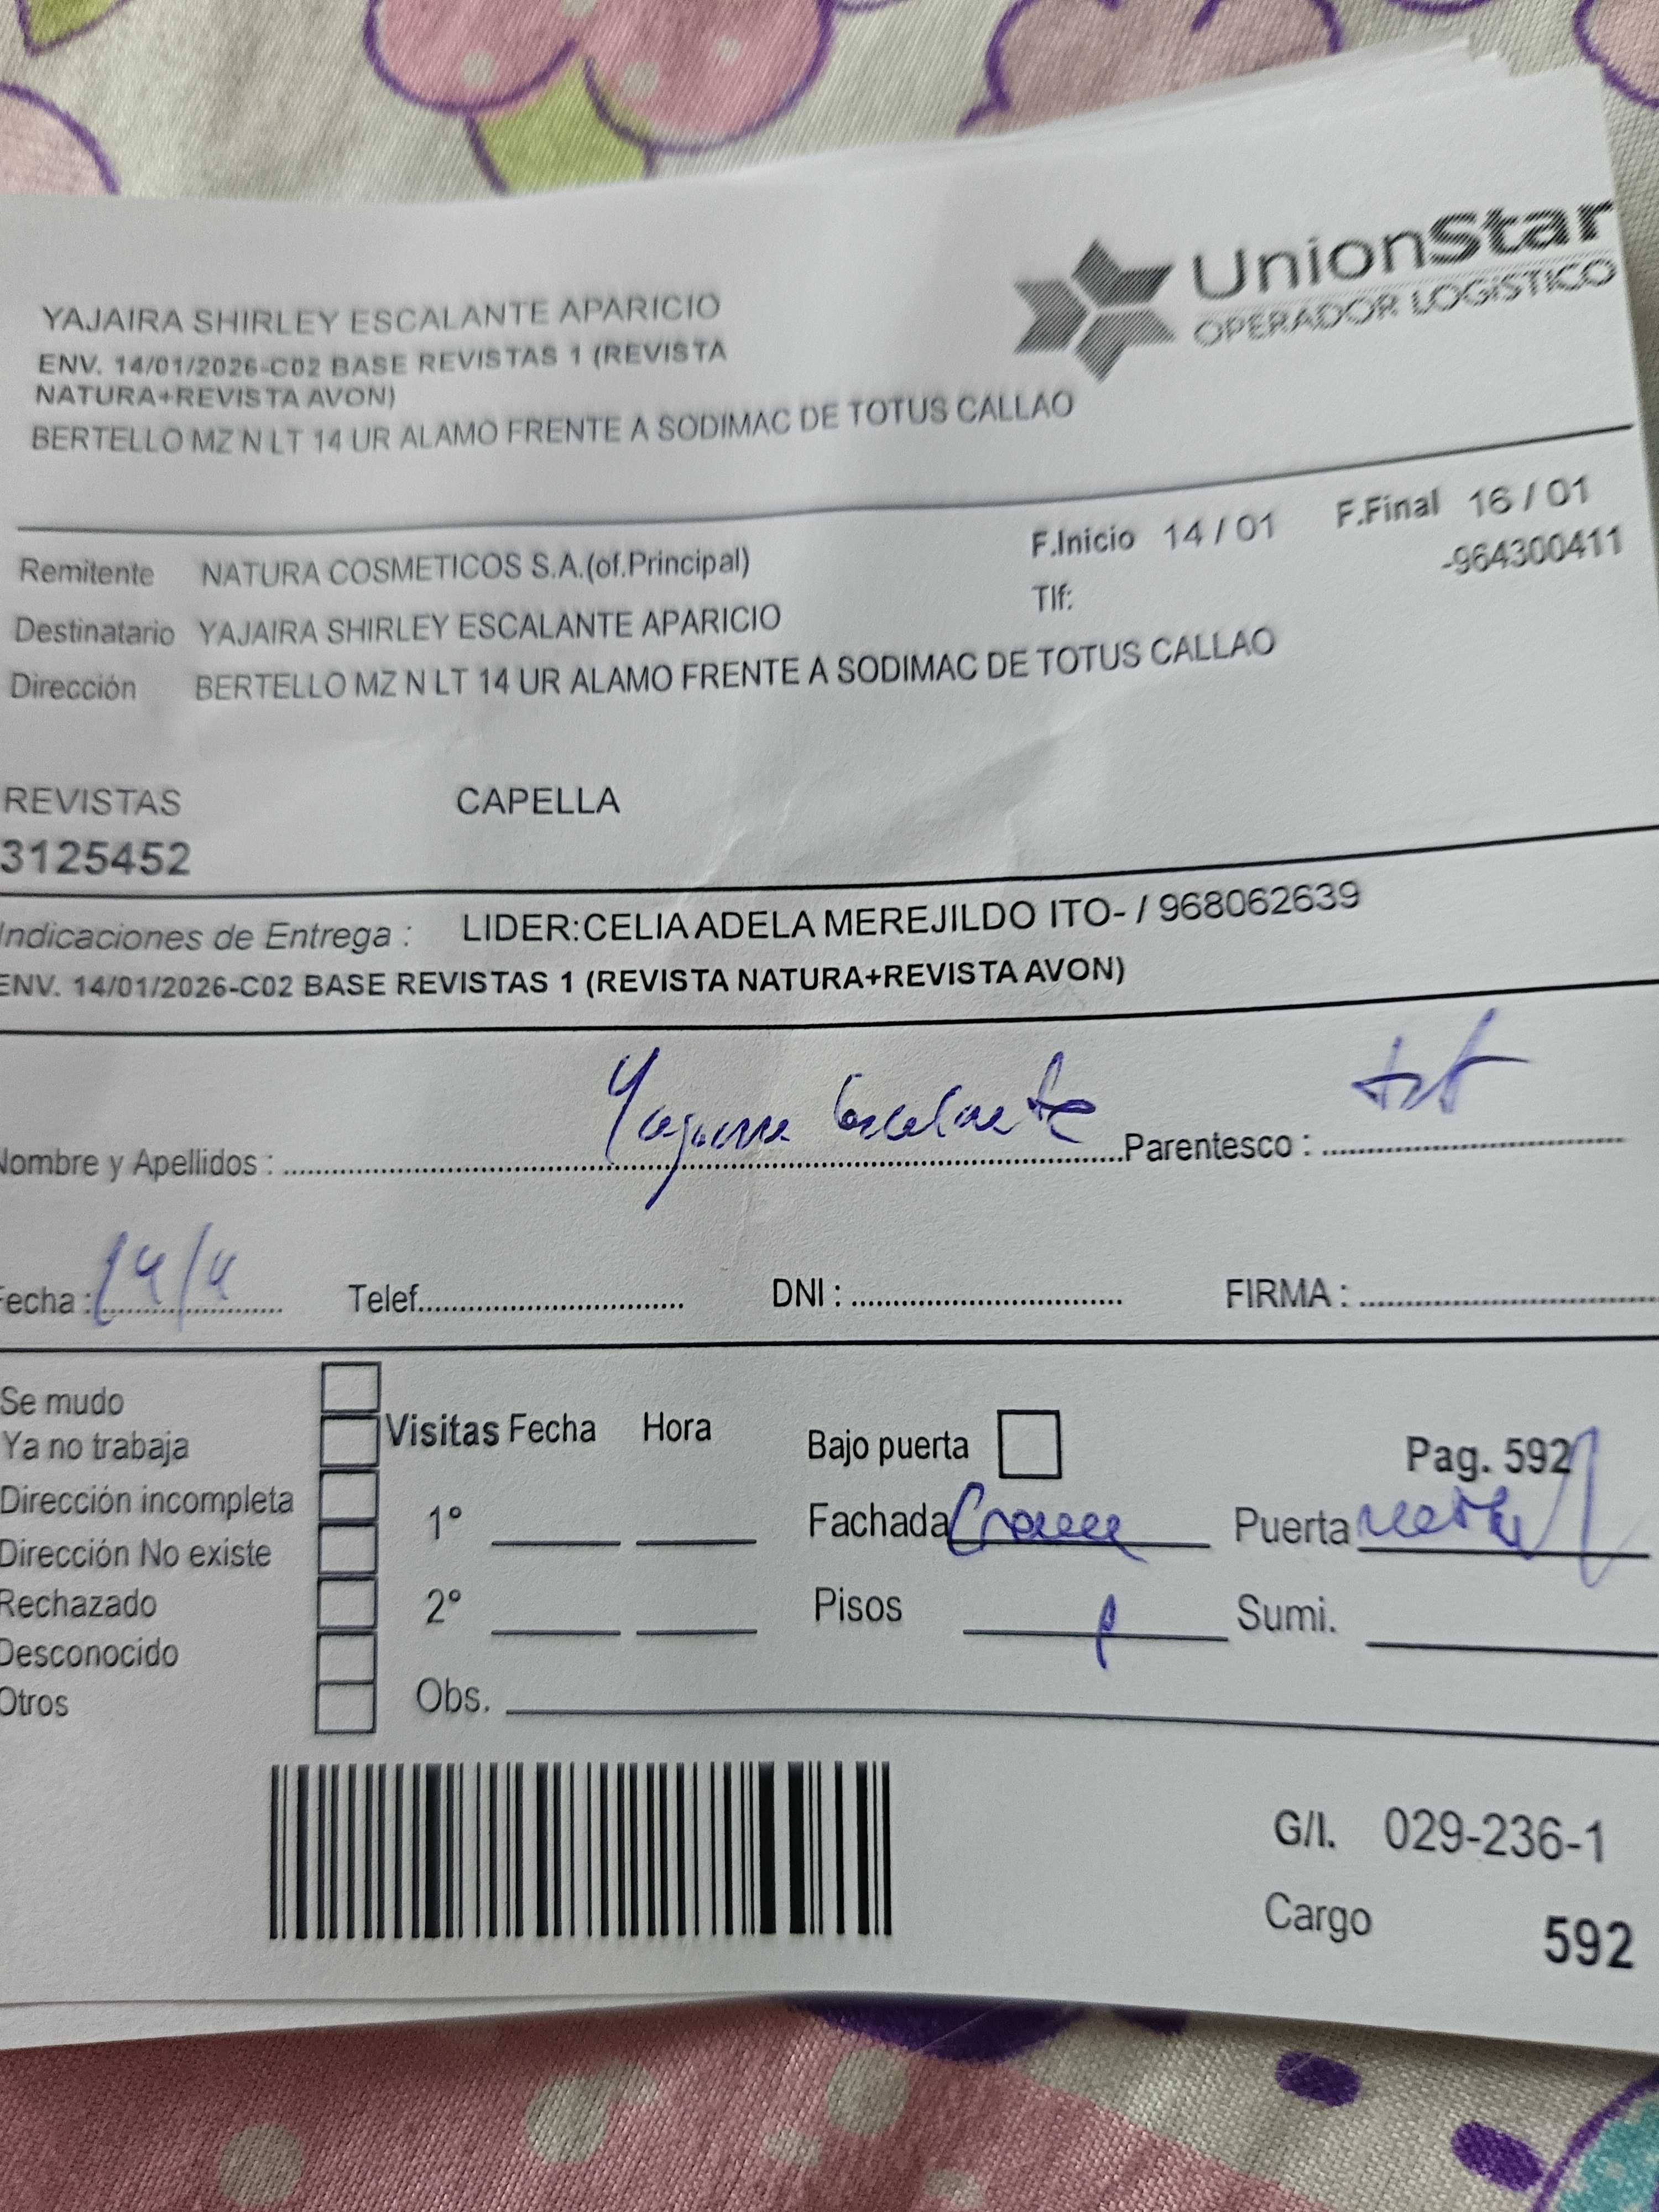 UnionStar
OPERADOR LOGíSTICO
YAJAIRA SHIRLEY ESCALANTE APARICIO
ENV. 14/01/2026-C02 BASE REVISTAS 1 (REVISTA
NATURA+REVISTA AVON)
BERTELLO MZ N LT 14 UR ALAMO FRENTE A SODIMAC DE TOTUS CALLAO
Remitente NATURA COSMETICOS S.A.(of.Principal) F.Inicio 14 / 01 F.Final 16 / 01
Destinatario YAJAIRA SHIRLEY ESCALANTE APARICIO Tlf: -964300411
Dirección BERTELLO MZ N LT 14 UR ALAMO FRENTE A SODIMAC DE TOTUS CALLAO
REVISTAS CAPELLA
3125452
Indicaciones de Entrega : LIDER:CELIA ADELA MEREJILDO ITO- / 968062639
ENV. 14/01/2026-C02 BASE REVISTAS 1 (REVISTA NATURA+REVISTA AVON)
Nombre y Apellidos : Escalante Parentesco : tit
Fecha : Telef. DNI : FIRMA :
Se mudo
Ya no trabaja Visitas Fecha Hora Bajo puerta Pag. 592
Dirección incompleta 1° Fachada Crema Puerta
Dirección No existe
Rechazado 2° Pisos 1 Sumi.
Desconocido
Otros Obs.
G/I. 029-236-1
Cargo 592